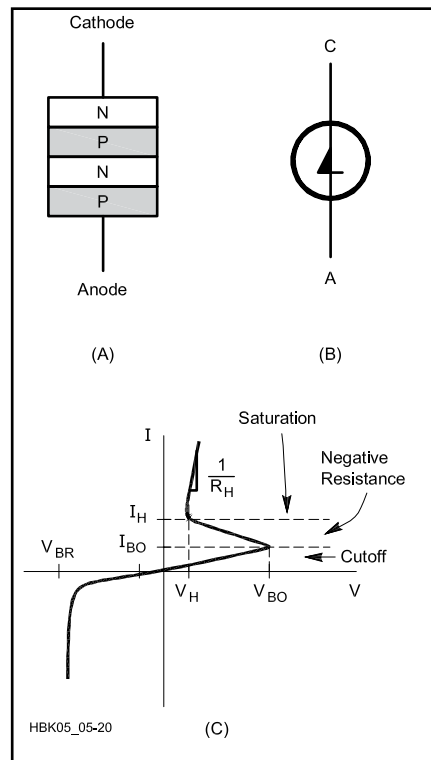 Cathode
N
P
N
P
Anode
(A)
C
A
(B)
I
Saturation
1
R_H
Negative
Resistance
I_H
V_BR
I_BO
Cutoff
V_H
V_BO
V
HBK05_05-20
(C)